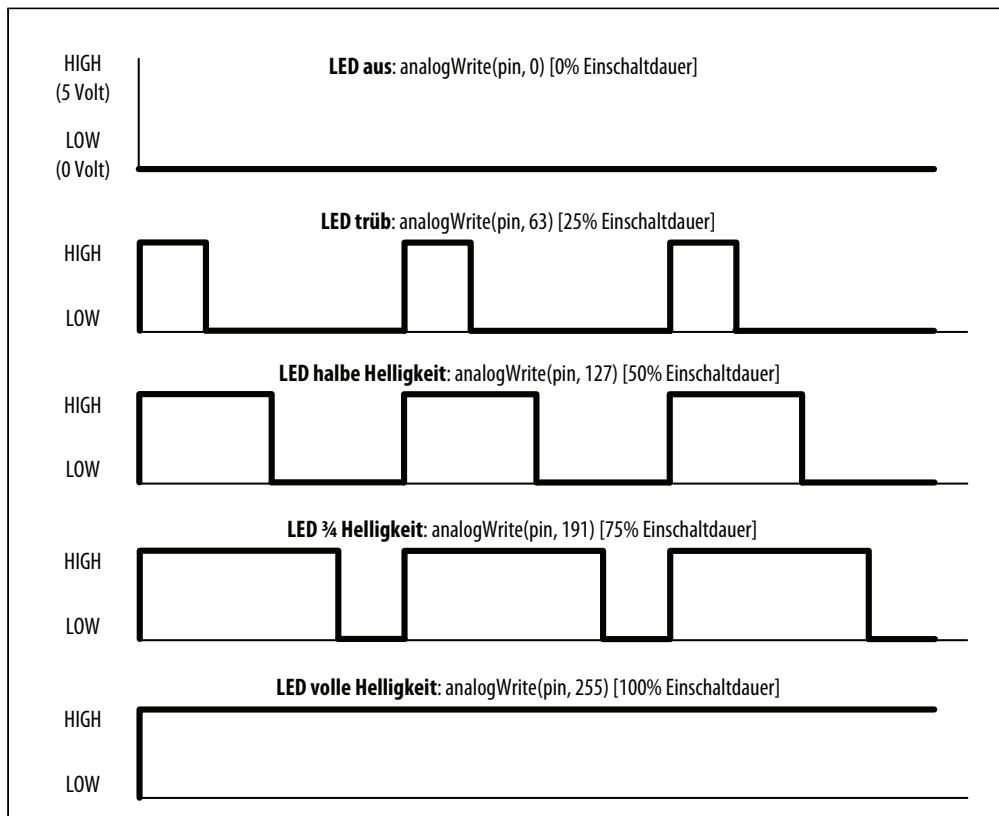 LED aus: analogWrite(pin, 0) [0% Einschaltdauer]
HIGH
(5 Volt)
LOW
(0 Volt)
LED trüb: analogWrite(pin, 63) [25% Einschaltdauer]
HIGH
LOW
LED halbe Helligkeit: analogWrite(pin, 127) [50% Einschaltdauer]
HIGH
LOW
LED ¾ Helligkeit: analogWrite(pin, 191) [75% Einschaltdauer]
HIGH
LOW
LED volle Helligkeit: analogWrite(pin, 255) [100% Einschaltdauer]
HIGH
LOW